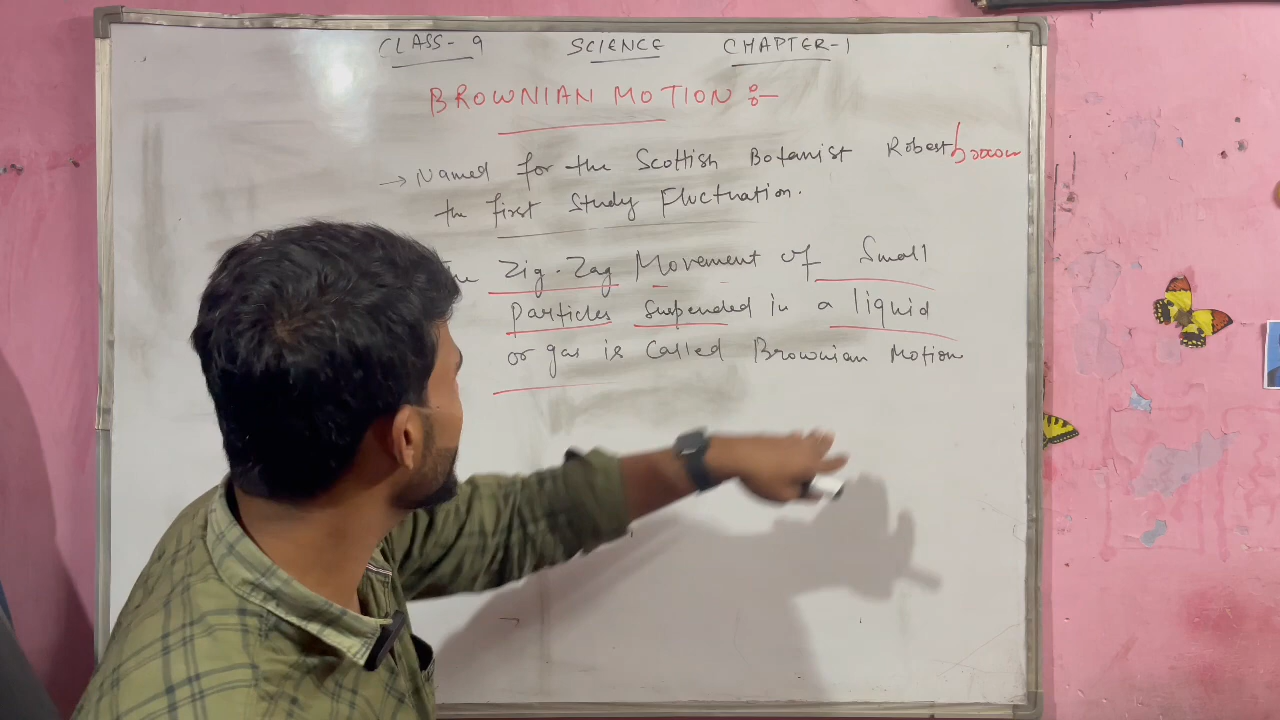 CLASS-9 SCIENCE CHAPTER-1
BROWNIAN MOTION :-
→ Named for the Scottish Botanist Robert brown
the first Study Fluctuation.
Zig-Zag Movement of Small
Particles Suspended in a liquid
or gas is Called Brownian Motion